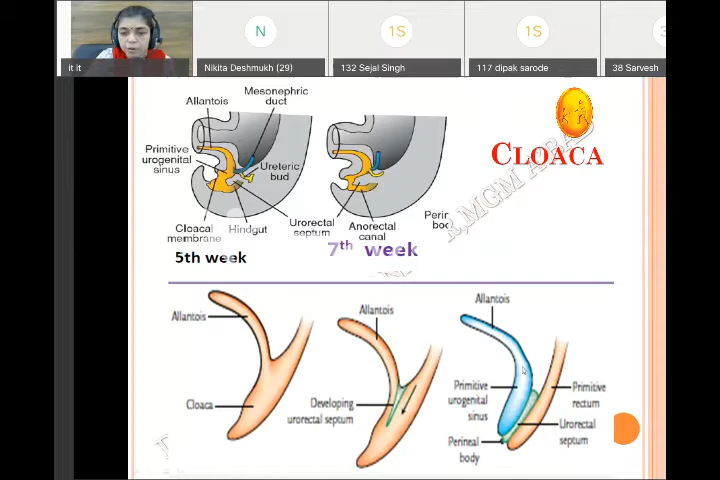 N
1S
1S
it it
Nikita Deshmukh (29)
132 Sejal Singh
117 dipak sarode
38 Sarvesh
CLOACA
R,MGM
Allantois
Mesonephric
duct
Primitive
urogenital
sinus
Ureteric
bud
Cloacal
membrane
Hindgut
Urorectal
septum
Anorectal
canal
5th week
7th week
Allantois
Cloaca
Allantois
Developing
urorectal septum
Allantois
Primitive
urogenital
sinus
Perineal
body
Primitive
rectum
Urorectal
septum